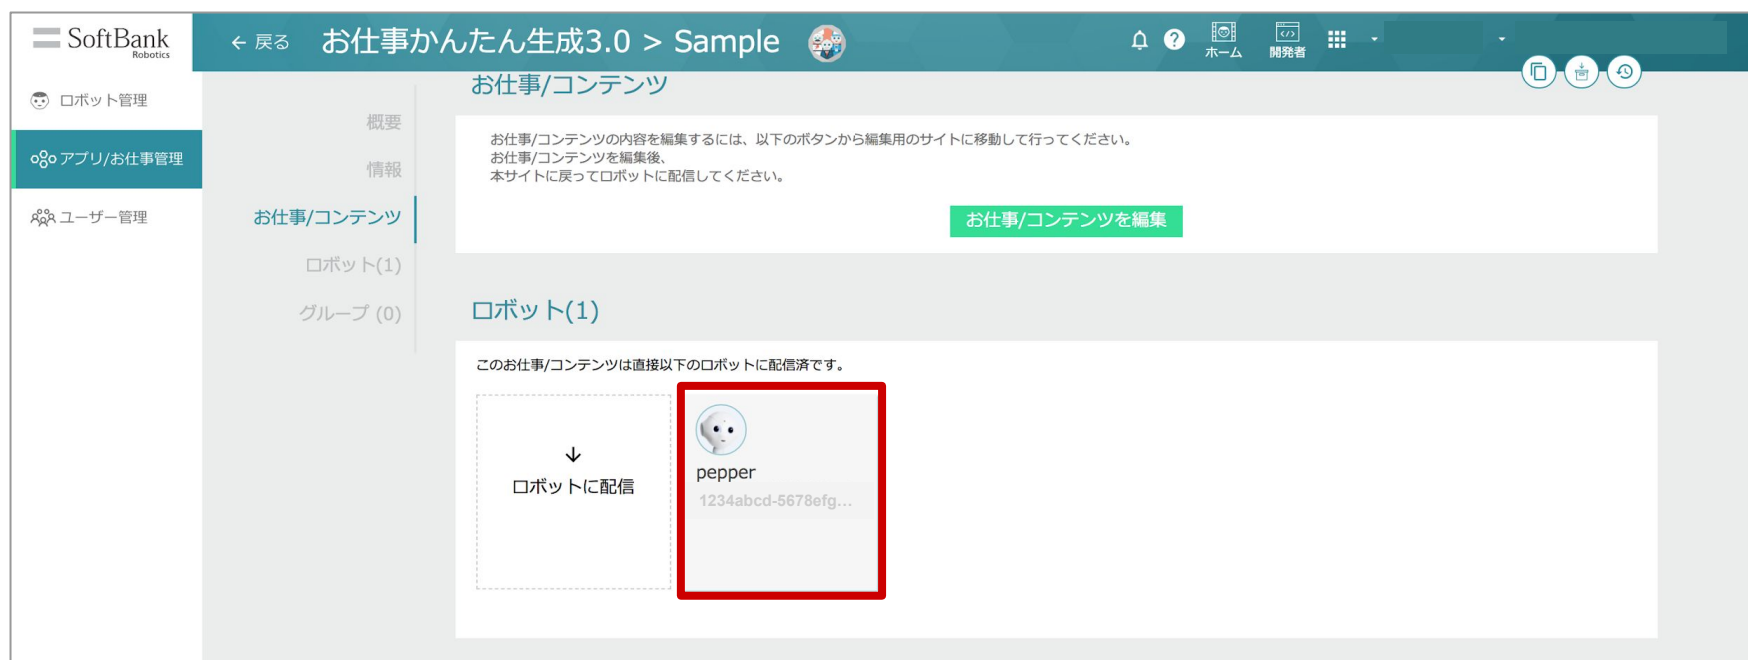 SoftBank
Robotics
← 戻る
お仕事かんたん生成3.0 > Sample
ホーム
開発者
ロボット管理
アプリ/お仕事管理
ユーザー管理
概要
情報
お仕事/コンテンツ
ロボット(1)
グループ (0)
お仕事/コンテンツ
お仕事/コンテンツの内容を編集するには、以下のボタンから編集用のサイトに移動して行ってください。
お仕事/コンテンツを編集後、
本サイトに戻ってロボットに配信してください。
お仕事/コンテンツを編集
ロボット(1)
このお仕事/コンテンツは直接以下のロボットに配信済です。
↓
ロボットに配信
pepper
1234abcd-5678efg...